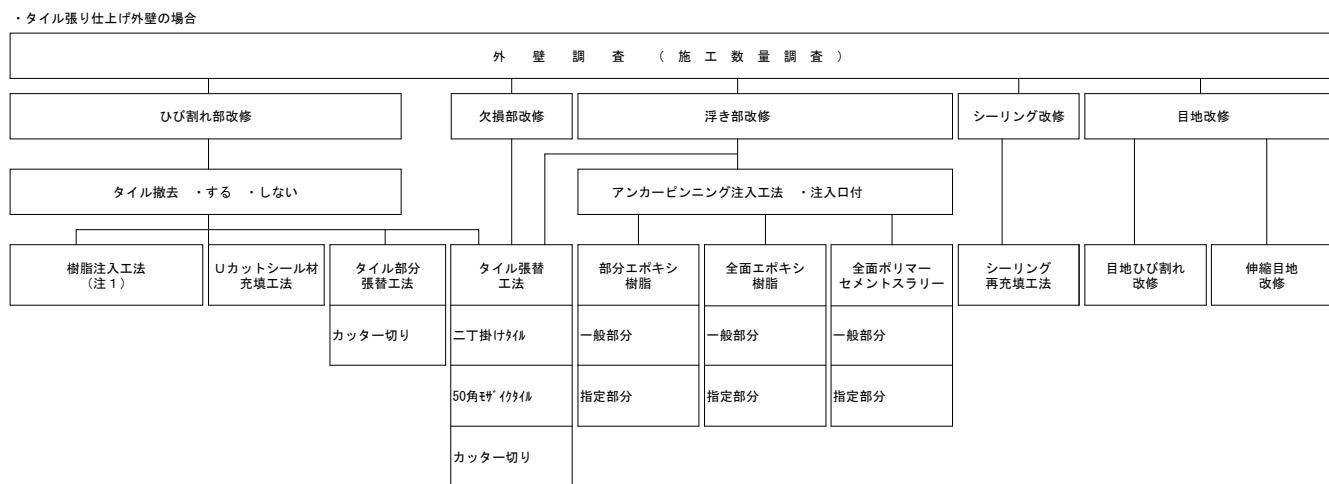 ・タイル張り仕上げ外壁の場合
外壁調査（施工数量調査）
ひび割れ部改修
欠損部改修
浮き部改修
シーリング改修
目地改修
タイル撤去 ・する ・しない
アンカーピンニング注入工法 ・注入口付
樹脂注入工法
（注１）
Ｕカットシール材
充填工法
タイル部分
張替工法
タイル張替
工法
部分エポキシ
樹脂
全面エポキシ
樹脂
全面ポリマー
セメントスラリー
シーリング
再充填工法
目地ひび割れ
改修
伸縮目地
改修
カッター切り
二丁掛けﾀｲﾙ
一般部分
一般部分
一般部分
50角ﾓｻﾞｲｸﾀｲﾙ
指定部分
指定部分
指定部分
カッター切り